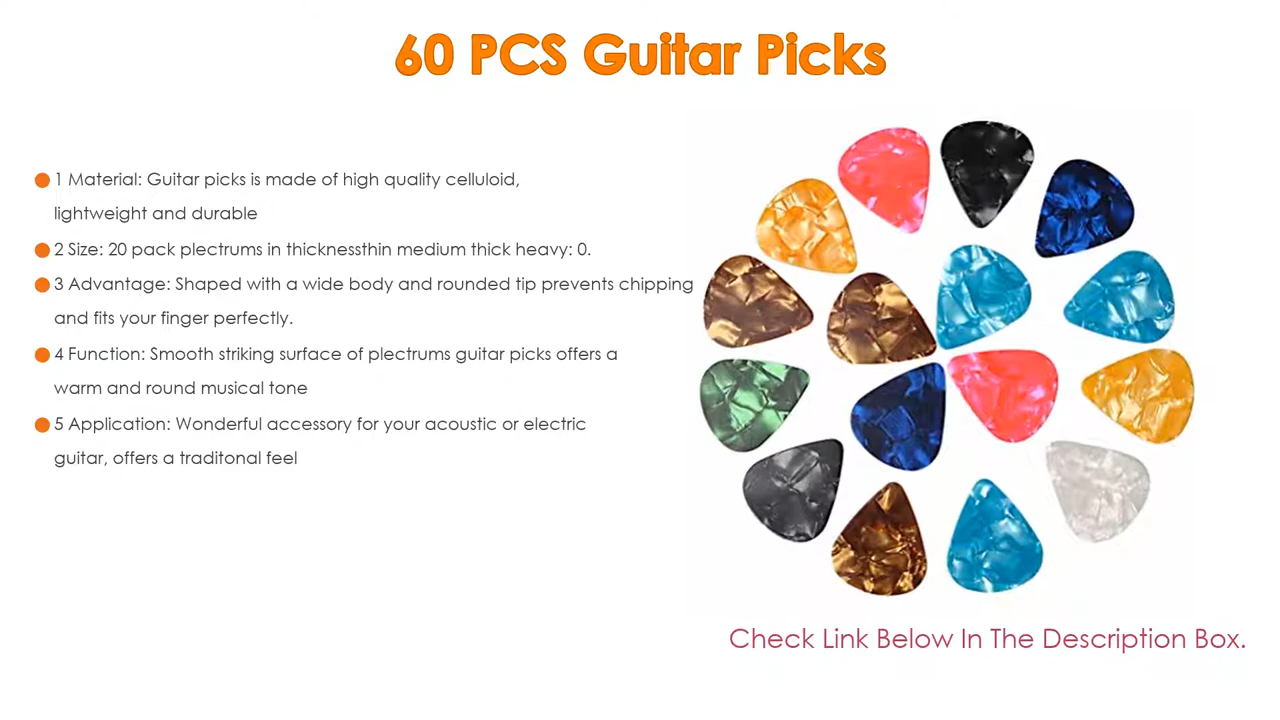 60 PCS Guitar Picks
1 Material: Guitar picks is made of high quality celluloid,
lightweight and durable
2 Size: 20 pack plectrums in thicknessthin medium thick heavy: 0.
3 Advantage: Shaped with a wide body and rounded tip prevents chipping
and fits your finger perfectly.
4 Function: Smooth striking surface of plectrums guitar picks offers a
warm and round musical tone
5 Application: Wonderful accessory for your acoustic or electric
guitar, offers a traditonal feel
Check Link Below In The Description Box.